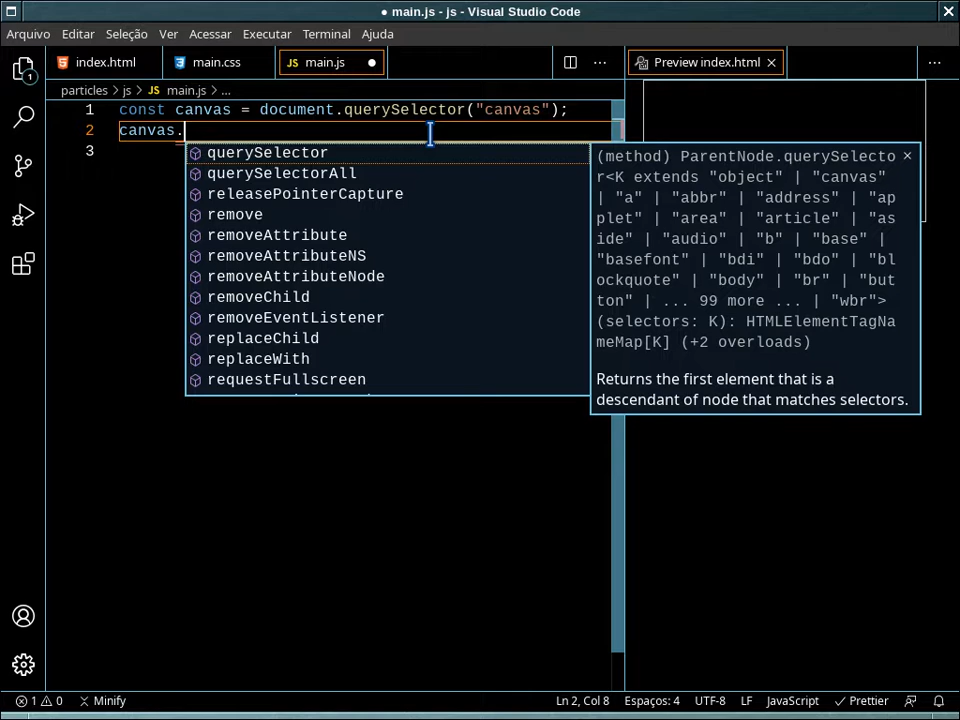 ● main.js - js - Visual Studio Code
Arquivo Editar Seleção Ver Acessar Executar Terminal Ajuda
index.html main.css JS main.js ● ··· Preview index.html ···
1
particles > js > JS main.js > ...
1 const canvas = document.querySelector("canvas");
2 canvas.
3
querySelector
querySelectorAll
releasePointerCapture
remove
removeAttribute
removeAttributeNS
removeAttributeNode
removeChild
removeEventListener
replaceChild
replaceWith
requestFullscreen
(method) ParentNode.querySelecto
r<K extends "object" | "canvas"
| "a" | "abbr" | "address" | "ap
plet" | "area" | "article" | "as
ide" | "audio" | "b" | "base" |
"basefont" | "bdi" | "bdo" | "bl
ockquote" | "body" | "br" | "but
ton" | ... 99 more ... | "wbr">
(selectors: K): HTMLElementTagNa
meMap[K] (+2 overloads)
Returns the first element that is a
descendant of node that matches selectors.
1 0 Minify Ln 2, Col 8 Espaços: 4 UTF-8 LF JavaScript Prettier